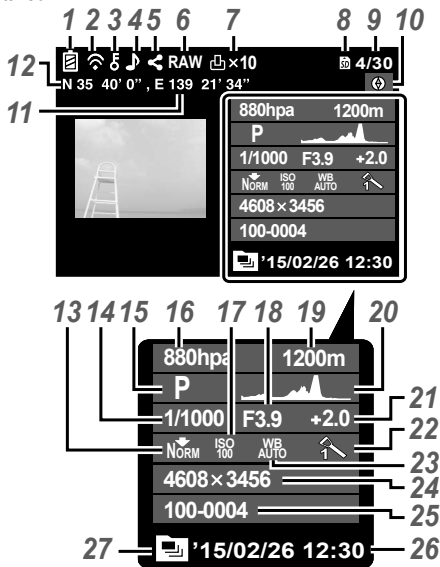 1 2 3 4 5 6 7 8 9 10
RAW ×10 SD 4/30
12 N 35 40' 0", E 139 21' 34"
11
880hpa 1200m
P
1/1000 F3.9 +2.0
NORM ISO 100 WB AUTO 1
4608×3456
100-0004
'15/02/26 12:30
13 14 15 16 17 18 19 20
880hpa 1200m
P
1/1000 F3.9 +2.0 21
NORM ISO 100 WB AUTO 1 22
23
4608×3456 24
100-0004 25
27 '15/02/26 12:30 26